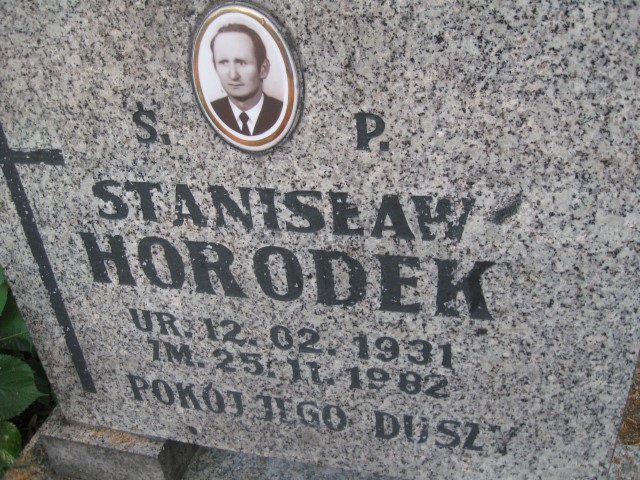 Ś. P.
STANISŁAW
HORODEK
UR. 12. 02. 1931
ZM. 25. 11. 1982
POKÓJ JEGO DUSZY